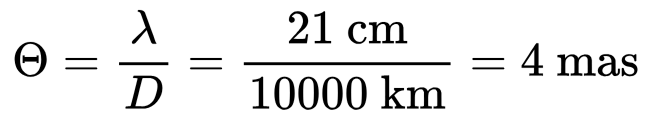 Θ = λ/D = 21 cm/10000 km = 4 mas